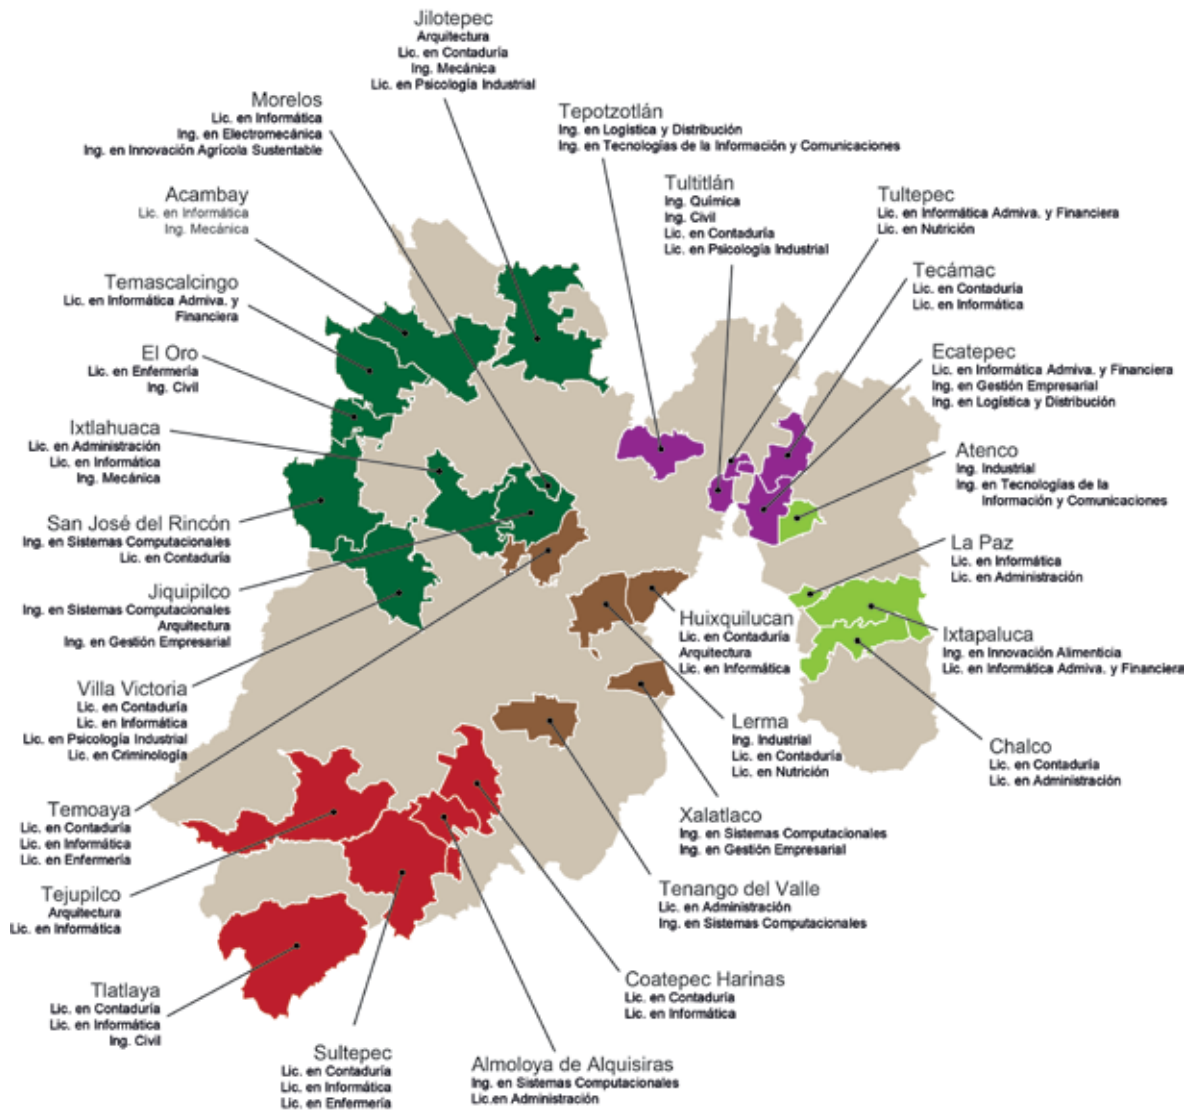 Jilotepec
Arquitectura
Lic. en Contaduría
Ing. Mecánica
Lic. en Psicología Industrial
Morelos
Lic. en Informática
Ing. en Electromecánica
Ing. en Innovación Agrícola Sustentable
Acambay
Lic. en Informática
Ing. Mecánica
Temascalcingo
Lic. en Informática Admiva. y
Financiera
El Oro
Lic. en Enfermería
Ing. Civil
Ixtlahuaca
Lic. en Administración
Lic. en Informática
Ing. Mecánica
San José del Rincón
Ing. en Sistemas Computacionales
Lic. en Contaduría
Jiquipilco
Ing. en Sistemas Computacionales
Arquitectura
Ing. en Gestión Empresarial
Villa Victoria
Lic. en Contaduría
Lic. en Informática
Lic. en Psicología Industrial
Lic. en Criminología
Temoaya
Lic. en Contaduría
Lic. en Informática
Lic. en Enfermería
Tejupilco
Arquitectura
Lic. en Informática
Tlatlaya
Lic. en Contaduría
Lic. en Informática
Ing. Civil
Sultepec
Lic. en Contaduría
Lic. en Informática
Lic. en Enfermería
Almoloya de Alquisiras
Ing. en Sistemas Computacionales
Lic.en Administración
Coatepec Harinas
Lic. en Contaduría
Lic. en Informática
Tenango del Valle
Lic. en Administración
Ing. en Sistemas Computacionales
Xalatlaco
Ing. en Sistemas Computacionales
Ing. en Gestión Empresarial
Lerma
Ing. Industrial
Lic. en Contaduría
Lic. en Nutrición
Huixquilucan
Lic. en Contaduría
Arquitectura
Lic. en Informática
Tepotzotlán
Ing. en Logística y Distribución
Ing. en Tecnologías de la Información y Comunicaciones
Tultitlán
Ing. Química
Ing. Civil
Lic. en Contaduría
Lic. en Psicología Industrial
Tultepec
Lic. en Informática Admiva. y Financiera
Lic. en Nutrición
Tecámac
Lic. en Contaduría
Lic. en Informática
Ecatepec
Lic. en Informática Admiva. y Financiera
Ing. en Gestión Empresarial
Ing. en Logística y Distribución
Atenco
Ing. Industrial
Ing. en Tecnologías de la
Información y Comunicaciones
La Paz
Lic. en Informática
Lic. en Administración
Ixtapaluca
Ing. en Innovación Alimenticia
Lic. en Informática Admiva. y Financiera
Chalco
Lic. en Contaduría
Lic. en Administración